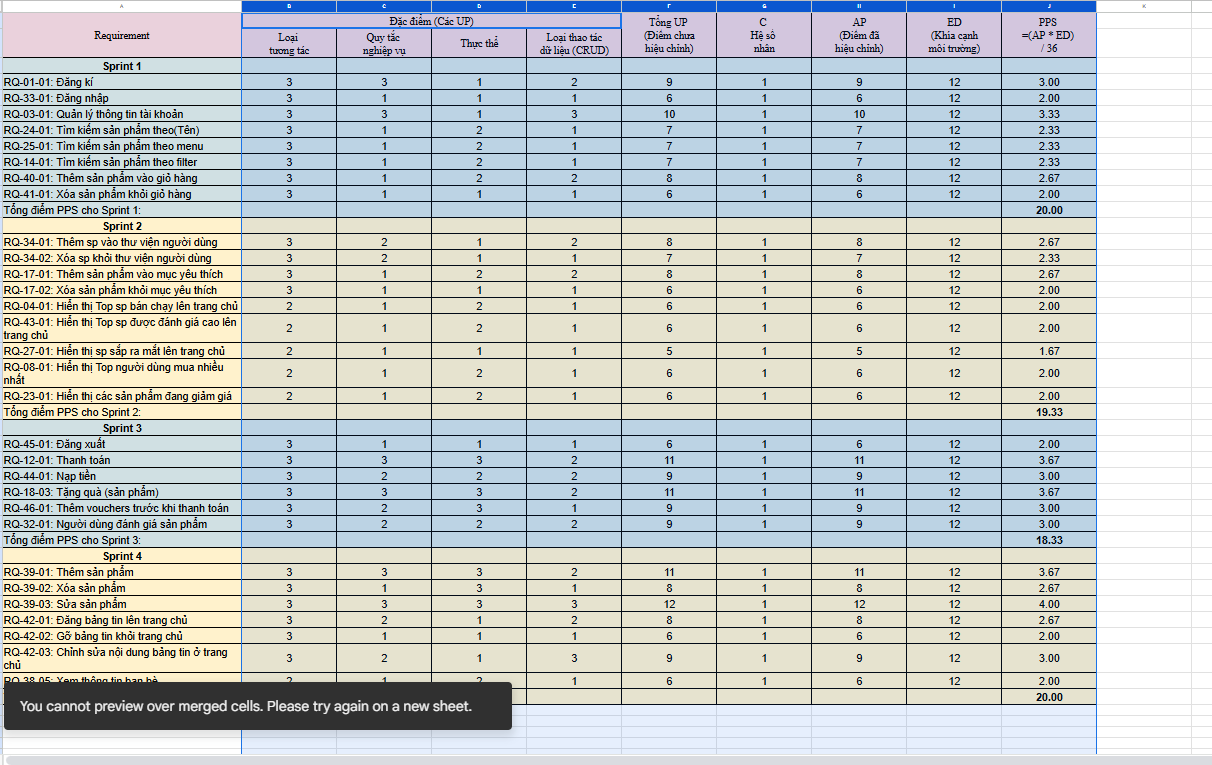 A B C D E F G H I J K
Requirement
Đặc điểm (Các UP)
Loại tương tác
Quy tắc nghiệp vụ
Thực thể
Loại thao tác dữ liệu (CRUD)
Tổng UP (Điểm chưa hiệu chỉnh)
C Hệ số nhân
AP (Điểm đã hiệu chỉnh)
ED (Khía cạnh môi trường)
PPS =(AP * ED) / 36
Sprint 1
RQ-01-01: Đăng kí 3 3 1 2 9 1 9 12 3.00
RQ-33-01: Đăng nhập 3 1 1 1 6 1 6 12 2.00
RQ-03-01: Quản lý thông tin tài khoản 3 3 1 3 10 1 10 12 3.33
RQ-24-01: Tìm kiếm sản phẩm theo(Tên) 3 1 2 1 7 1 7 12 2.33
RQ-25-01: Tìm kiếm sản phẩm theo menu 3 1 2 1 7 1 7 12 2.33
RQ-14-01: Tìm kiếm sản phẩm theo filter 3 1 2 1 7 1 7 12 2.33
RQ-40-01: Thêm sản phẩm vào giỏ hàng 3 1 2 2 8 1 8 12 2.67
RQ-41-01: Xóa sản phẩm khỏi giỏ hàng 3 1 1 1 6 1 6 12 2.00
Tổng điểm PPS cho Sprint 1: 20.00
Sprint 2
RQ-34-01: Thêm sp vào thư viện người dùng 3 2 1 2 8 1 8 12 2.67
RQ-34-02: Xóa sp khỏi thư viện người dùng 3 2 1 1 7 1 7 12 2.33
RQ-17-01: Thêm sản phẩm vào mục yêu thích 3 1 2 2 8 1 8 12 2.67
RQ-17-02: Xóa sản phẩm khỏi mục yêu thích 3 1 1 1 6 1 6 12 2.00
RQ-04-01: Hiển thị Top sp bán chạy lên trang chủ 2 1 2 1 6 1 6 12 2.00
RQ-43-01: Hiển thị Top sp được đánh giá cao lên
trang chủ 2 1 2 1 6 1 6 12 2.00
RQ-27-01: Hiển thị sp sắp ra mắt lên trang chủ 2 1 1 1 5 1 5 12 1.67
RQ-08-01: Hiển thị Top người dùng mua nhiều
nhất 2 1 2 1 6 1 6 12 2.00
RQ-23-01: Hiển thị các sản phẩm đang giảm giá 2 1 2 1 6 1 6 12 2.00
Tổng điểm PPS cho Sprint 2: 19.33
Sprint 3
RQ-45-01: Đăng xuất 3 1 1 1 6 1 6 12 2.00
RQ-12-01: Thanh toán 3 3 3 2 11 1 11 12 3.67
RQ-44-01: Nạp tiền 3 2 2 2 9 1 9 12 3.00
RQ-18-03: Tặng quà (sản phẩm) 3 3 3 2 11 1 11 12 3.67
RQ-46-01: Thêm vouchers trước khi thanh toán 3 2 3 1 9 1 9 12 3.00
RQ-32-01: Người dùng đánh giá sản phẩm 3 2 2 2 9 1 9 12 3.00
Tổng điểm PPS cho Sprint 3: 18.33
Sprint 4
RQ-39-01: Thêm sản phẩm 3 3 3 2 11 1 11 12 3.67
RQ-39-02: Xóa sản phẩm 3 1 3 1 8 1 8 12 2.67
RQ-39-03: Sửa sản phẩm 3 3 3 3 12 1 12 12 4.00
RQ-42-01: Đăng bảng tin lên trang chủ 3 2 1 2 8 1 8 12 2.67
RQ-42-02: Gỡ bảng tin khỏi trang chủ 3 1 1 1 6 1 6 12 2.00
RQ-42-03: Chỉnh sửa nội dung bảng tin ở trang
chủ 3 2 1 3 9 1 9 12 3.00
RQ-38-05: Xem thông tin bạn bè 2 1 2 1 6 1 6 12 2.00
20.00
You cannot preview over merged cells. Please try again on a new sheet.